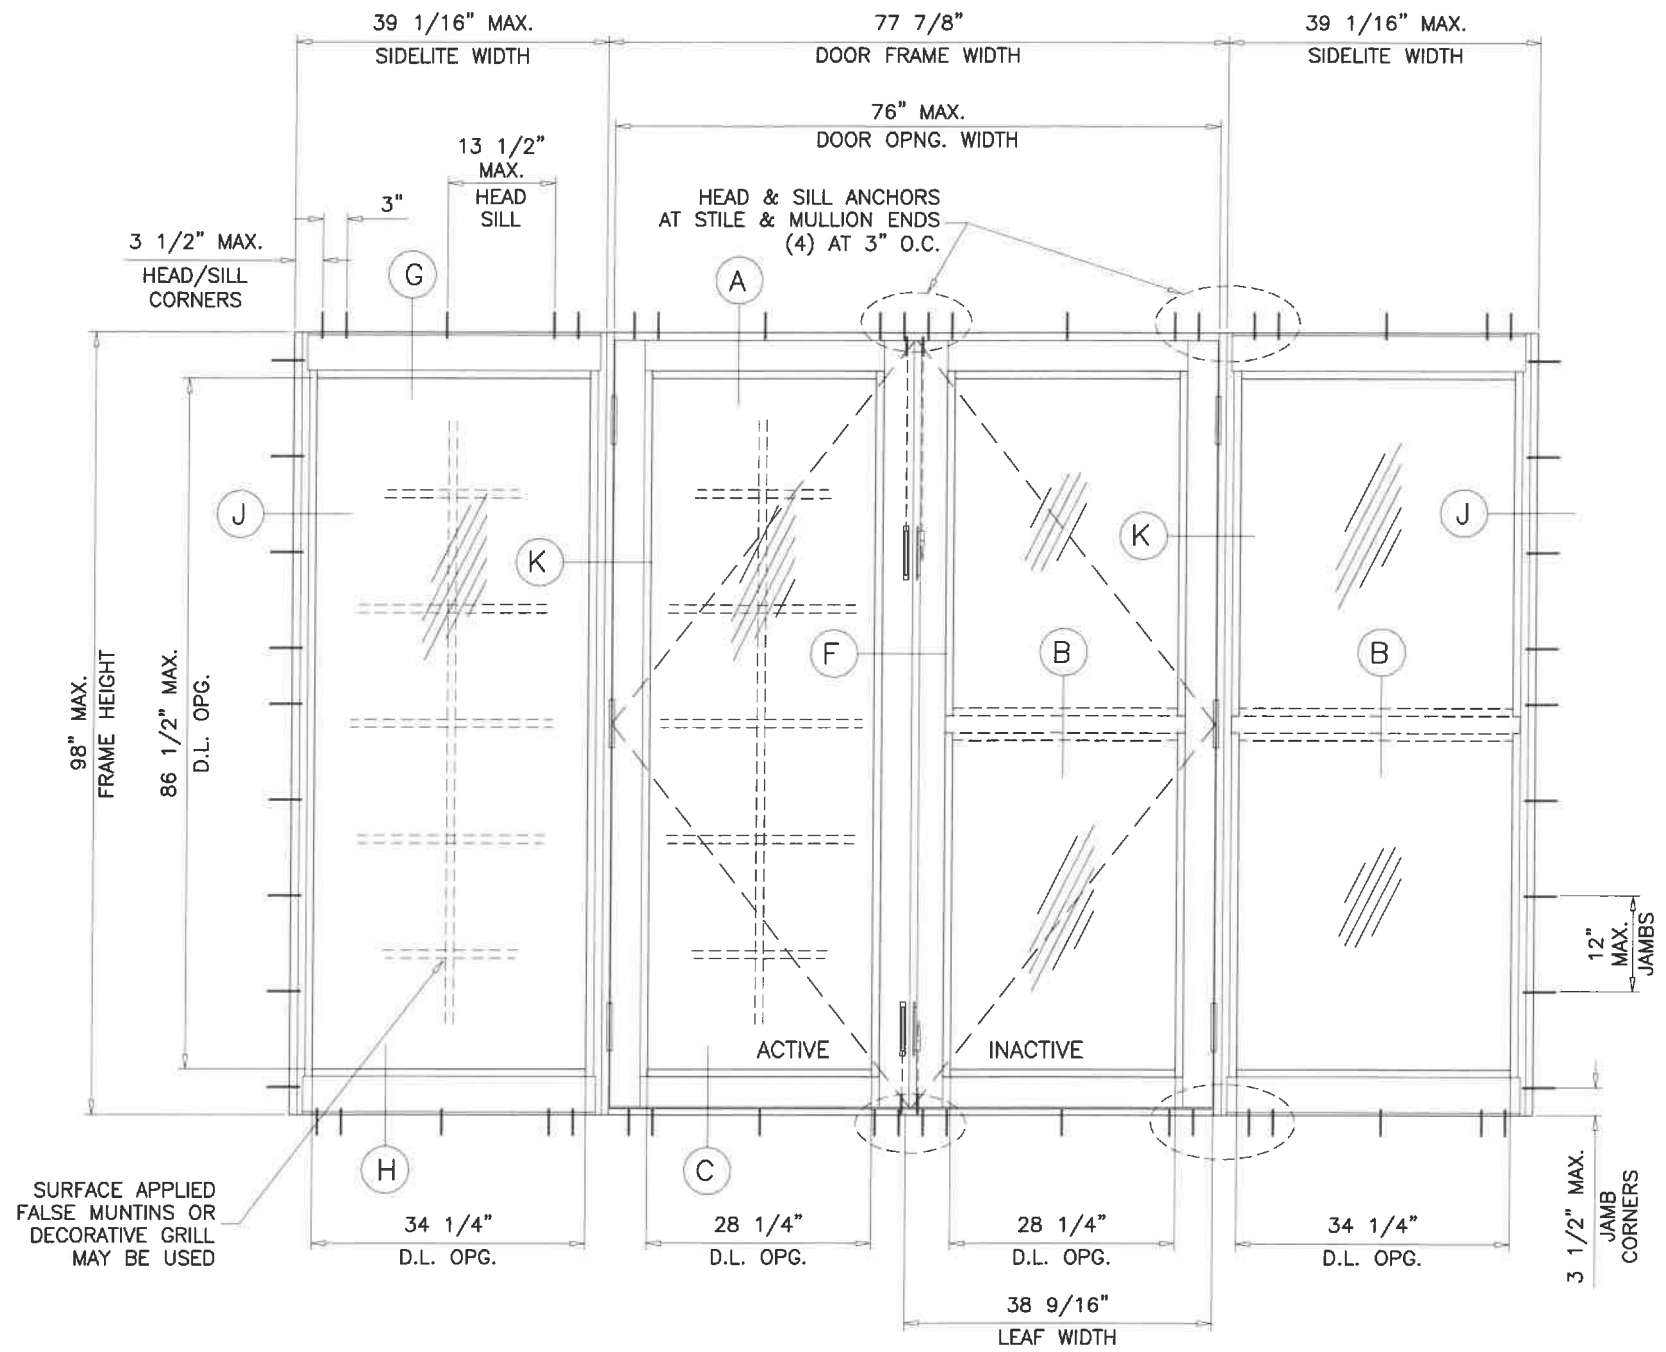 39 1/16" MAX.
SIDELITE WIDTH
77 7/8"
DOOR FRAME WIDTH
39 1/16" MAX.
SIDELITE WIDTH
76" MAX.
DOOR OPNG. WIDTH
13 1/2"
MAX.
HEAD
SILL
3"
HEAD & SILL ANCHORS
AT STILE & MULLION ENDS
(4) AT 3" O.C.
3 1/2" MAX.
HEAD/SILL
CORNERS
G
A
J
K
K
J
F
B
B
98" MAX.
FRAME HEIGHT
86 1/2" MAX.
D.L. OPG.
12"
MAX.
JAMBS
ACTIVE
INACTIVE
H
C
SURFACE APPLIED
FALSE MUNTINS OR
DECORATIVE GRILL
MAY BE USED
34 1/4"
D.L. OPG.
28 1/4"
D.L. OPG.
28 1/4"
D.L. OPG.
34 1/4"
D.L. OPG.
3 1/2" MAX.
JAMB
CORNERS
38 9/16"
LEAF WIDTH